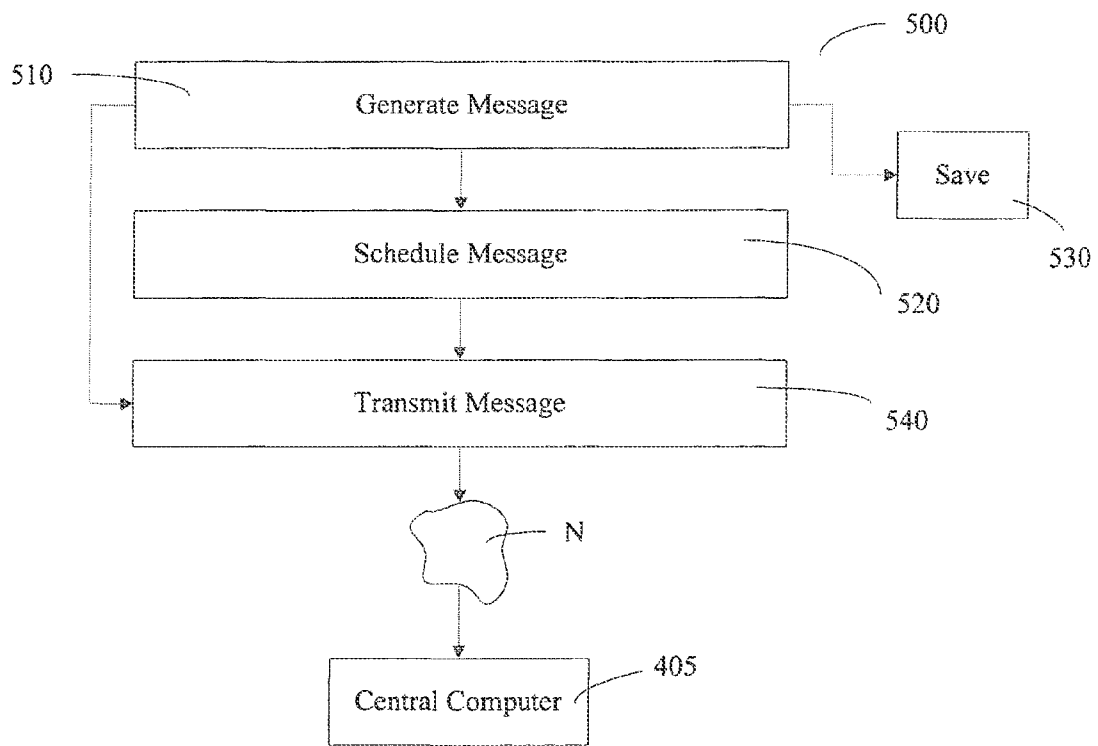 500
510
Generate Message
Save
530
Schedule Message
520
Transmit Message
540
N
405
Central Computer